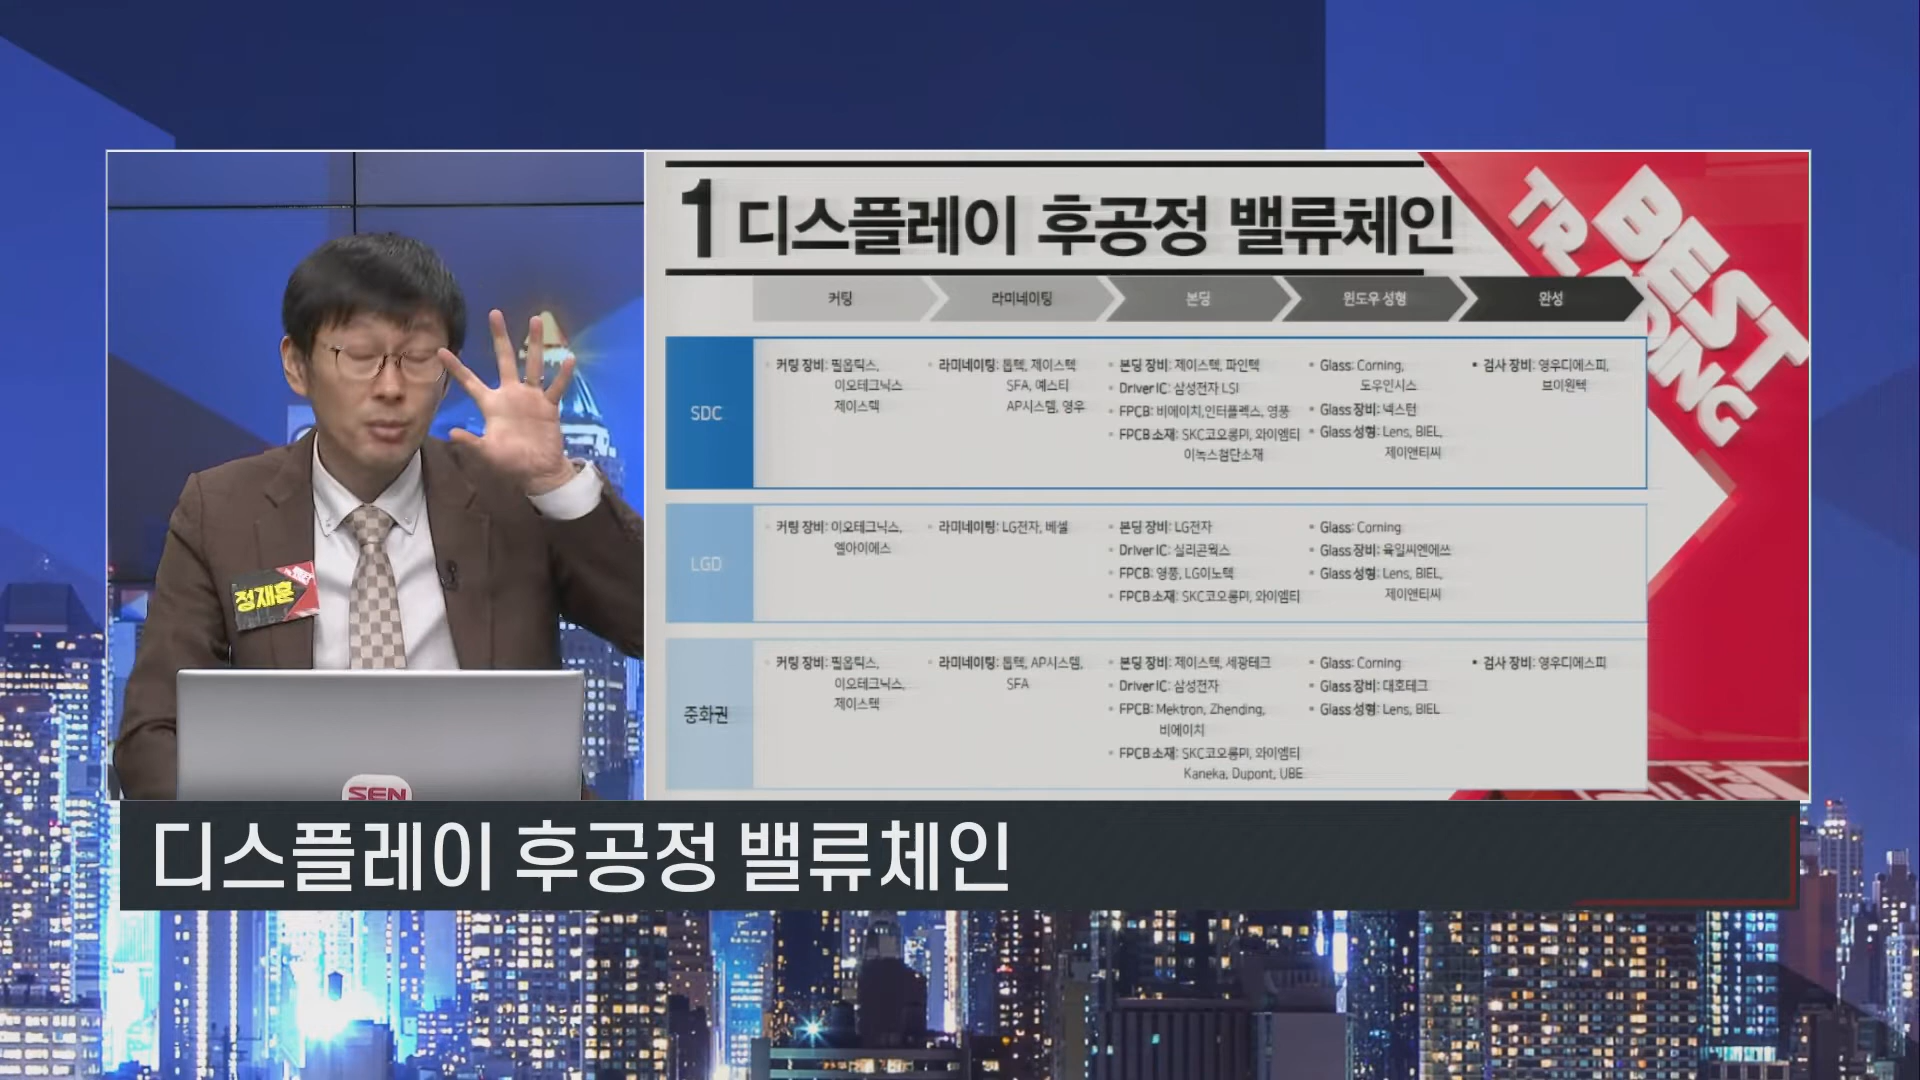 1 디스플레이 후공정 밸류체인
BEST
TRADING
커팅 라미네이팅 본딩 윈도우 성형 완성
SDC
커팅 장비: 필옵틱스,
이오테크닉스
제이스텍
라미네이팅: 톱텍, 제이스텍
SFA, 예스티
AP시스템, 영우
본딩 장비: 제이스텍, 파인텍
Driver IC: 삼성전자 LSI
FPCB: 비에이치,인터플렉스, 영풍
FPCB 소재: SKC코오롱PI, 와이엠티
이녹스첨단소재
Glass: Corning,
도우인시스
Glass 장비: 넥스턴
Glass 성형: Lens, BIEL,
제이앤티씨
검사 장비: 영우디에스피,
브이원텍
LGD
커팅 장비: 이오테크닉스,
엘아이에스
라미네이팅: LG전자, 베셀
본딩 장비: LG전자
Driver IC: 실리콘웍스
FPCB: 영풍, LG이노텍
FPCB 소재: SKC코오롱PI, 와이엠티
Glass: Corning
Glass 장비: 육일씨엔에쓰
Glass 성형: Lens, BIEL,
제이앤티씨
중화권
커팅 장비: 필옵틱스,
이오테크닉스,
제이스텍
라미네이팅: 톱텍, AP시스템,
SFA
본딩 장비: 제이스텍, 세광테크
Driver IC: 삼성전자
FPCB: Mektron, Zhending,
비에이치
FPCB 소재: SKC코오롱PI, 와이엠티
Kaneka, Dupont, UBE
Glass: Corning
Glass 장비: 대호테크
Glass 성형: Lens, BIEL
검사 장비: 영우디에스피
정재훈
SEN
디스플레이 후공정 밸류체인